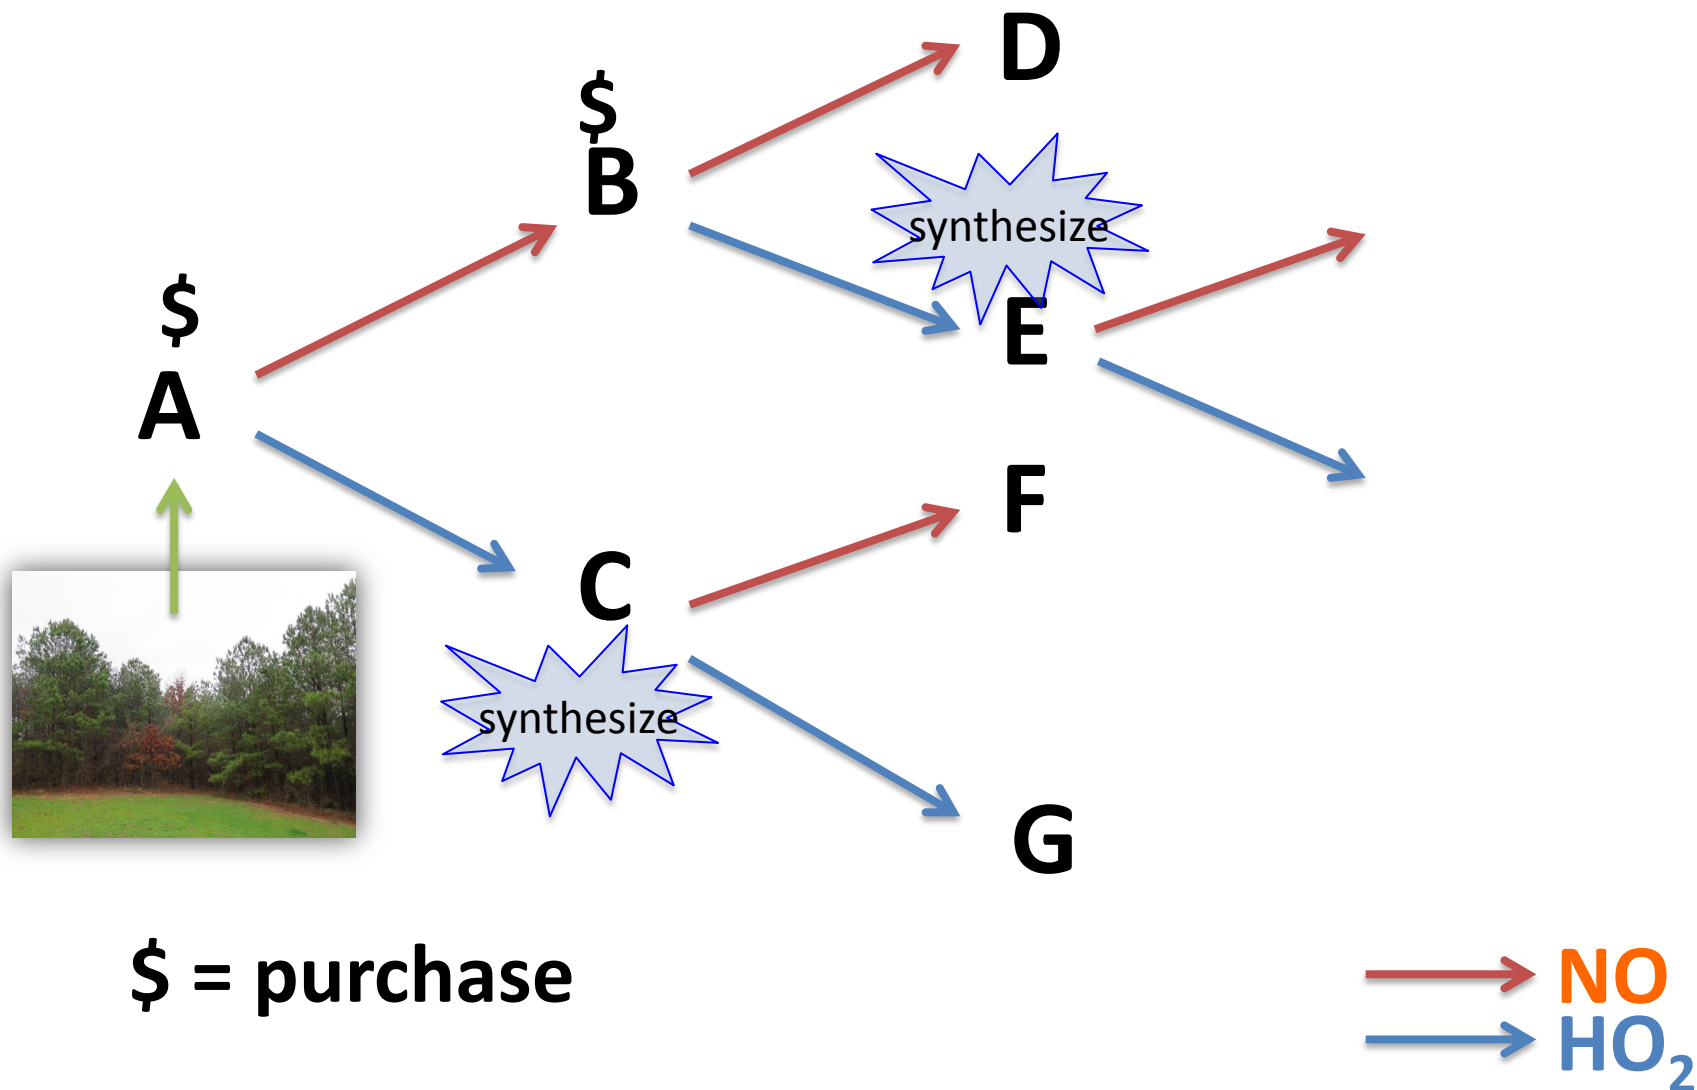 D
$
B
synthesize
$
E
A
F
C
synthesize
G
$ = purchase
NO
HO₂